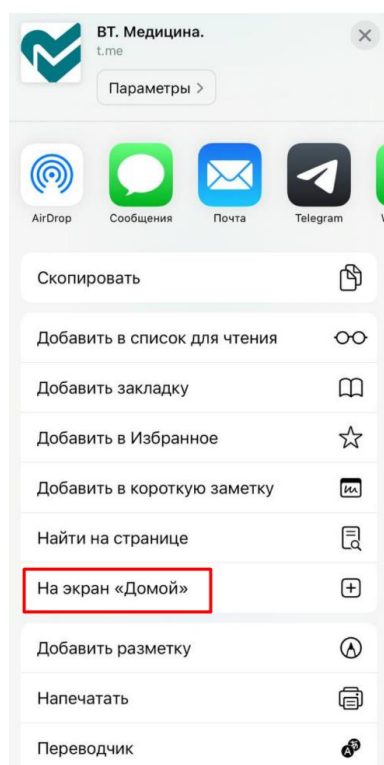 ВТ. Медицина.
t.me
Параметры >
AirDrop
Сообщения
Почта
Telegram
Скопировать
Добавить в список для чтения
Добавить закладку
Добавить в Избранное
Добавить в короткую заметку
Найти на странице
На экран «Домой»
Добавить разметку
Напечатать
Переводчик